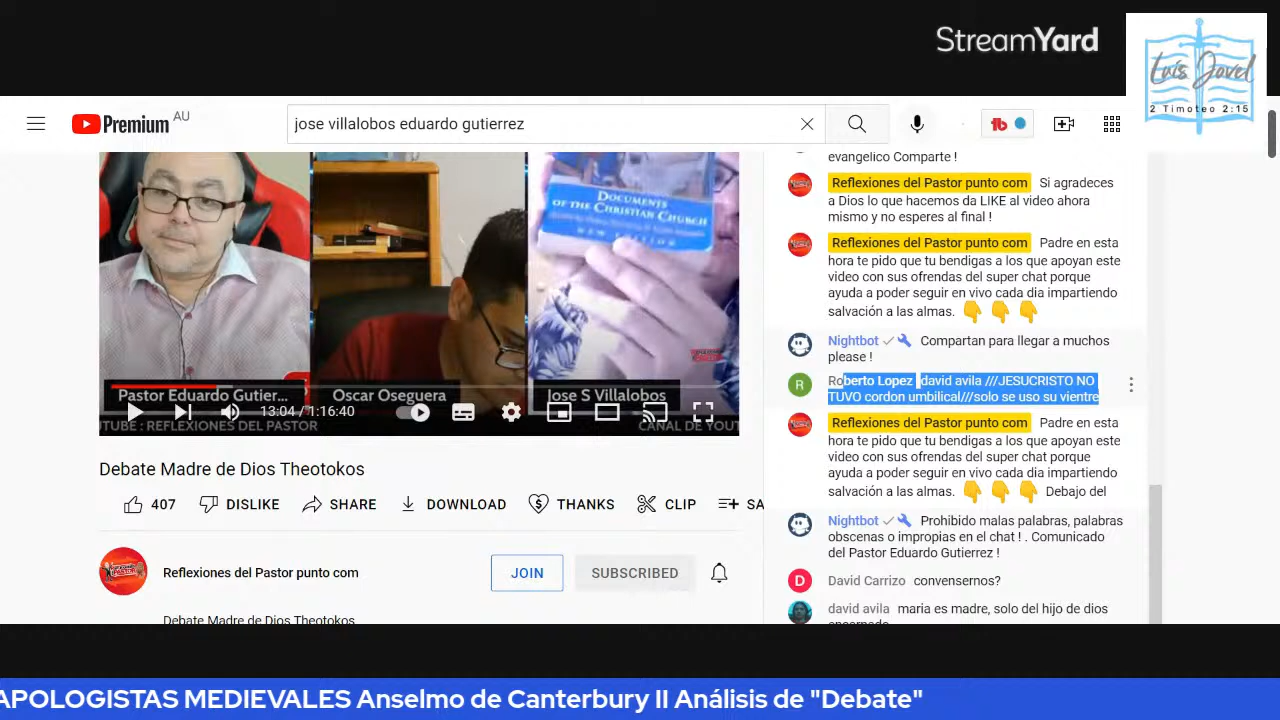 StreamYard
Luis Jovel
2 Timoteo 2:15
Premium AU
jose villalobos eduardo gutierrez
DOCUMENTS
OF THE CHRISTIAN CHURCH
Pastor Eduardo Gutier...
Oscar Oseguera
Jose S Villalobos
13:04 / 1:16:40
UTUBE : REFLEXIONES DEL PASTOR
CANAL DE YOUT
Debate Madre de Dios Theotokos
407
DISLIKE
SHARE
DOWNLOAD
THANKS
CLIP
SA
Reflexiones del Pastor punto com
JOIN
SUBSCRIBED
Debate Madre de Dios Theotokos
evangelico Comparte !
Reflexiones del Pastor punto com Si agradeces
a Dios lo que hacemos da LIKE al video ahora
mismo y no esperes al final !
Reflexiones del Pastor punto com Padre en esta
hora te pido que tu bendigas a los que apoyan este
video con sus ofrendas del super chat porque
ayuda a poder seguir en vivo cada dia impartiendo
salvación a las almas. 👇 👇 👇
Nightbot Compartan para llegar a muchos
please !
R
Roberto Lopez david avila ///JESUCRISTO NO
TUVO cordon umbilical///solo se uso su vientre
Reflexiones del Pastor punto com Padre en esta
hora te pido que tu bendigas a los que apoyan este
video con sus ofrendas del super chat porque
ayuda a poder seguir en vivo cada dia impartiendo
salvación a las almas. 👇 👇 👇 Debajo del
Nightbot Prohibido malas palabras, palabras
obscenas o impropias en el chat ! . Comunicado
del Pastor Eduardo Gutierrez !
D
David Carrizo convensernos?
david avila maria es madre, solo del hijo de dios
APOLOGISTAS MEDIEVALES Anselmo de Canterbury II Análisis de "Debate"